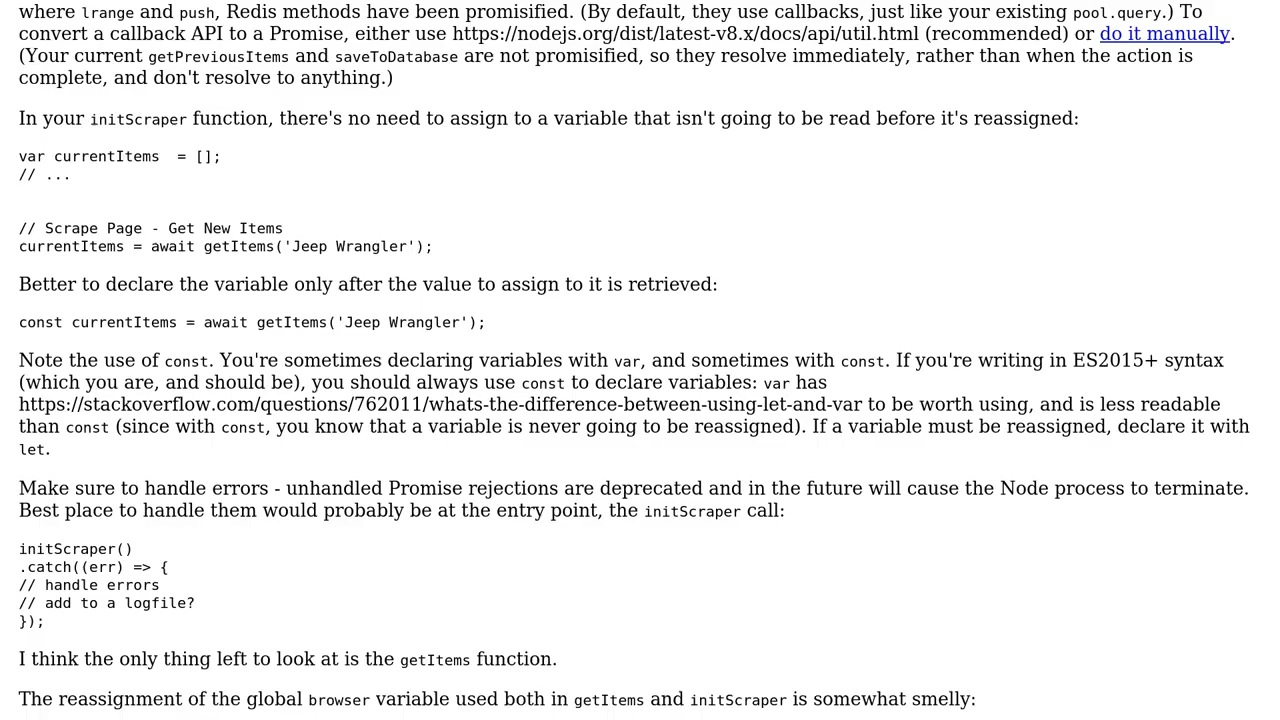 where lrange and push, Redis methods have been promisified. (By default, they use callbacks, just like your existing pool.query.) To
convert a callback API to a Promise, either use https://nodejs.org/dist/latest-v8.x/docs/api/util.html (recommended) or do it manually.
(Your current getPreviousItems and saveToDatabase are not promisified, so they resolve immediately, rather than when the action is
complete, and don't resolve to anything.)
In your initScraper function, there's no need to assign to a variable that isn't going to be read before it's reassigned:
var currentItems  = [];
// ...
// Scrape Page - Get New Items
currentItems = await getItems('Jeep Wrangler');
Better to declare the variable only after the value to assign to it is retrieved:
const currentItems = await getItems('Jeep Wrangler');
Note the use of const. You're sometimes declaring variables with var, and sometimes with const. If you're writing in ES2015+ syntax
(which you are, and should be), you should always use const to declare variables: var has
https://stackoverflow.com/questions/762011/whats-the-difference-between-using-let-and-var to be worth using, and is less readable
than const (since with const, you know that a variable is never going to be reassigned). If a variable must be reassigned, declare it with
let.
Make sure to handle errors - unhandled Promise rejections are deprecated and in the future will cause the Node process to terminate.
Best place to handle them would probably be at the entry point, the initScraper call:
initScraper()
.catch((err) => {
// handle errors
// add to a logfile?
});
I think the only thing left to look at is the getItems function.
The reassignment of the global browser variable used both in getItems and initScraper is somewhat smelly: